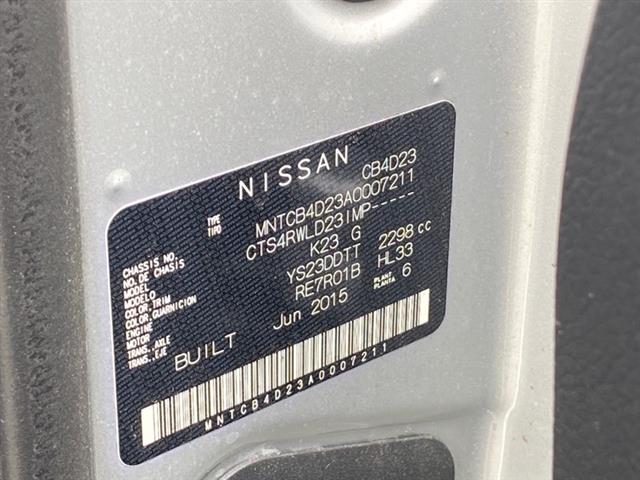 NISSAN
TYPE
TIPO
CB4D23
CHASSIS NO.
NO. DE CHASSIS
MNTCB4D23A0007211
MODEL
MODELO
CTS4RWLD23IMP-----
COLOR, TRIM
COLOR, GUARNICION
K23 G
ENGINE
MOTOR
YS23DDTT 2298 cc
TRANS., AXLE
TRANS., EJE
RE7R01B HL33
PLANT
PLANTA
6
BUILT Jun 2015
MNTCB4D23A0007211